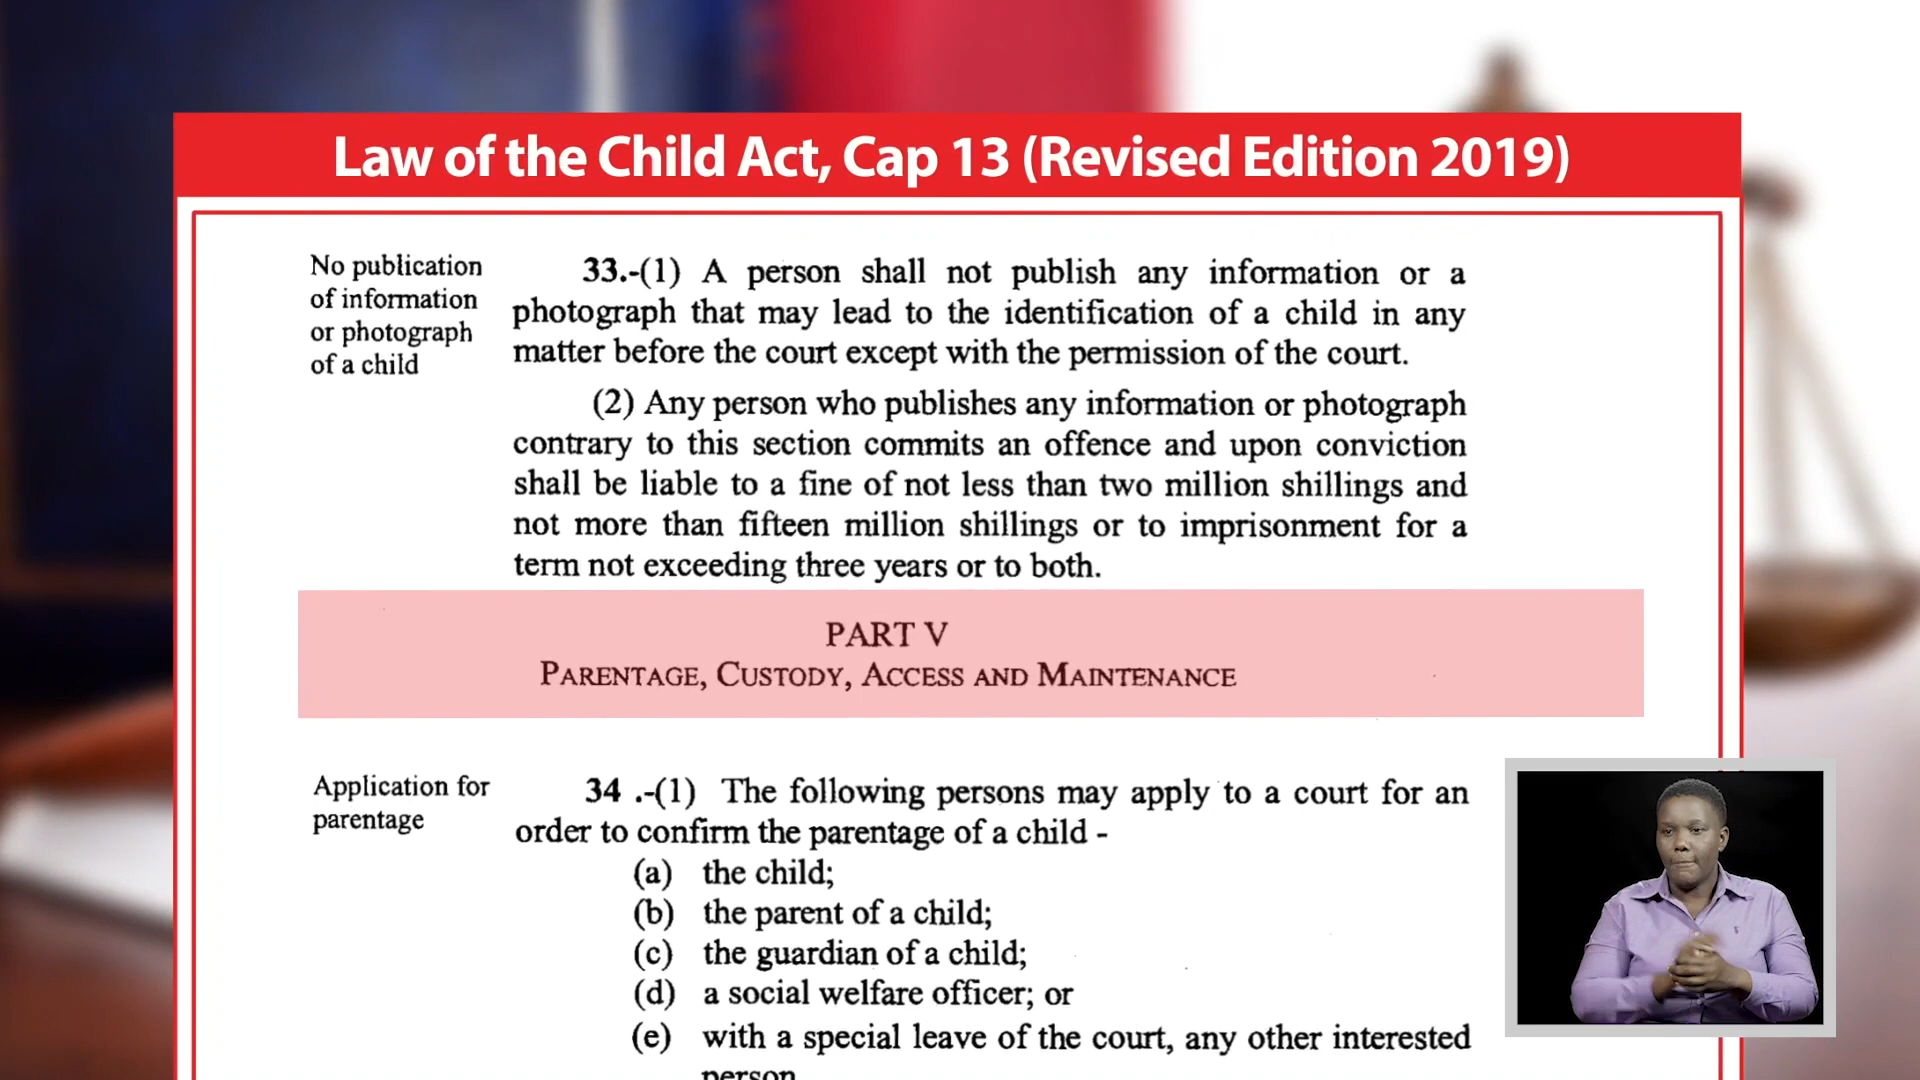 Law of the Child Act, Cap 13 (Revised Edition 2019)
No publication
of information
or photograph
of a child
33.-(1) A person shall not publish any information or a
photograph that may lead to the identification of a child in any
matter before the court except with the permission of the court.
(2) Any person who publishes any information or photograph
contrary to this section commits an offence and upon conviction
shall be liable to a fine of not less than two million shillings and
not more than fifteen million shillings or to imprisonment for a
term not exceeding three years or to both.
PART V
PARENTAGE, CUSTODY, ACCESS AND MAINTENANCE
Application for
parentage
34 .-(1) The following persons may apply to a court for an
order to confirm the parentage of a child -
(a) the child;
(b) the parent of a child;
(c) the guardian of a child;
(d) a social welfare officer; or
(e) with a special leave of the court, any other interested
person